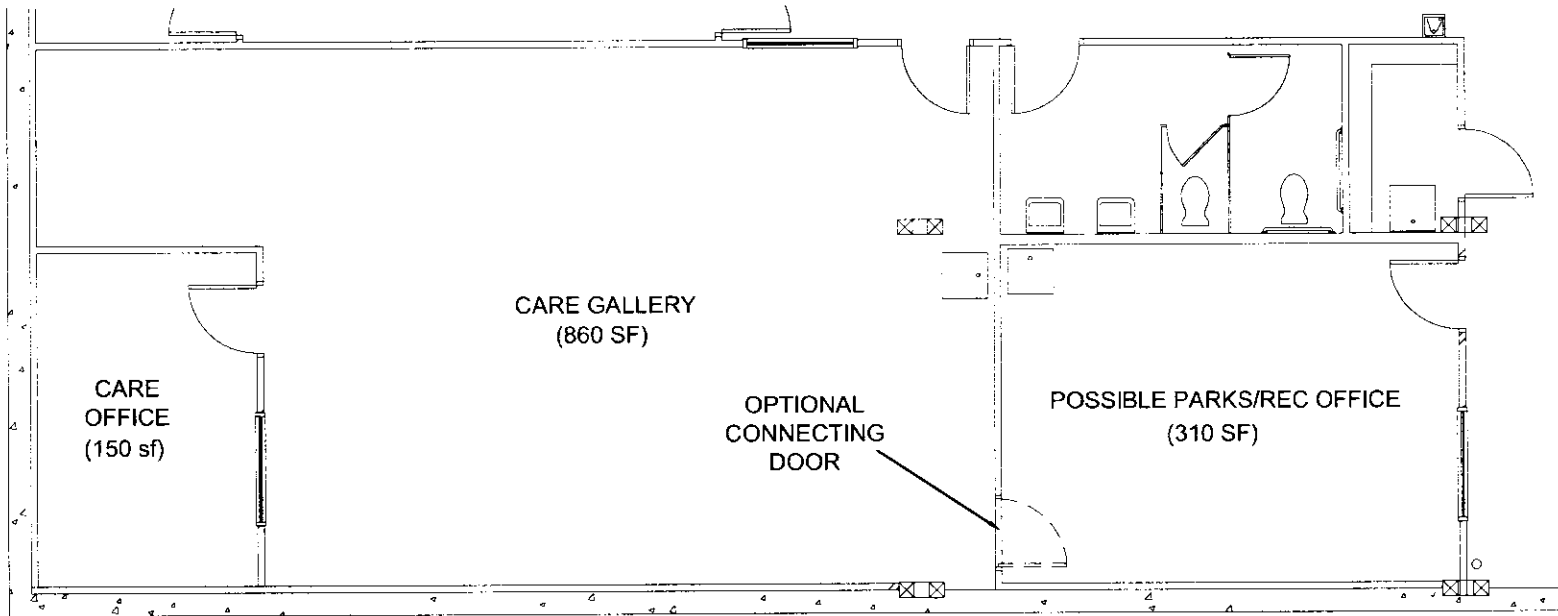 CARE GALLERY
(860 SF)
CARE
OFFICE
(150 sf)
OPTIONAL
CONNECTING
DOOR
POSSIBLE PARKS/REC OFFICE
(310 SF)